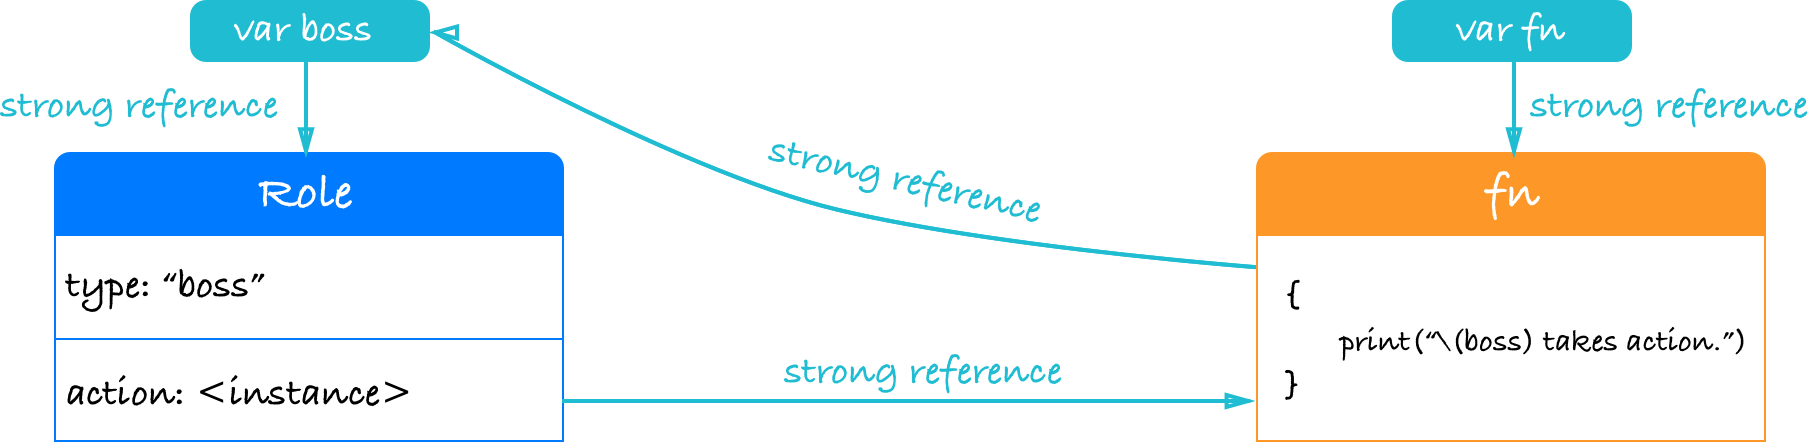 var boss
var fn
strong reference
strong reference
strong reference
Role
fn
type: “boss”
{
print(“\(boss) takes action.”)
}
strong reference
action: <instance>